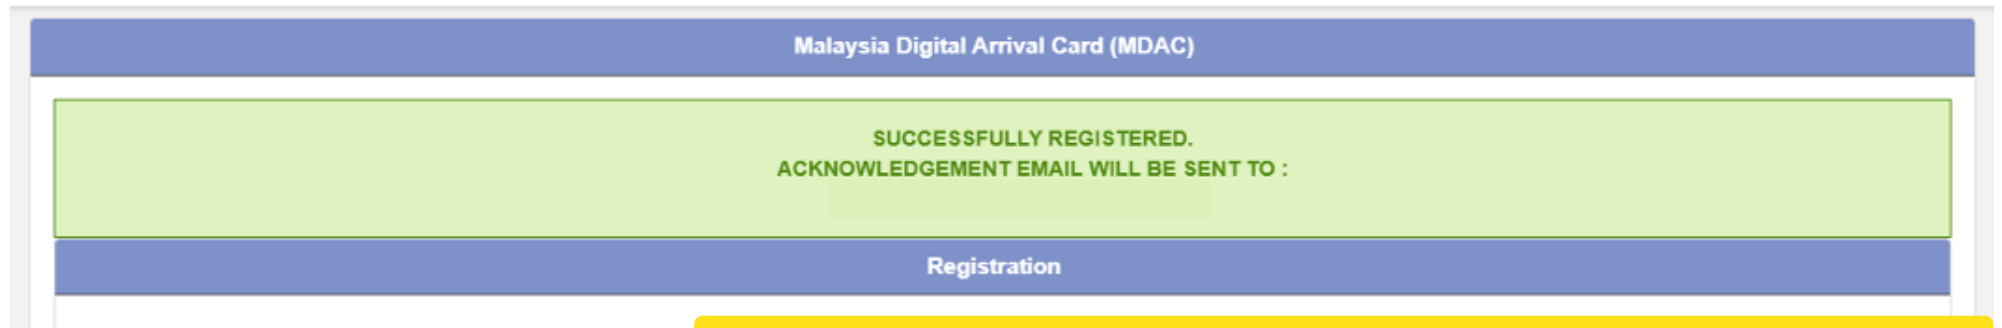 Malaysia Digital Arrival Card (MDAC)
SUCCESSFULLY REGISTERED.
ACKNOWLEDGEMENT EMAIL WILL BE SENT TO :
Registration